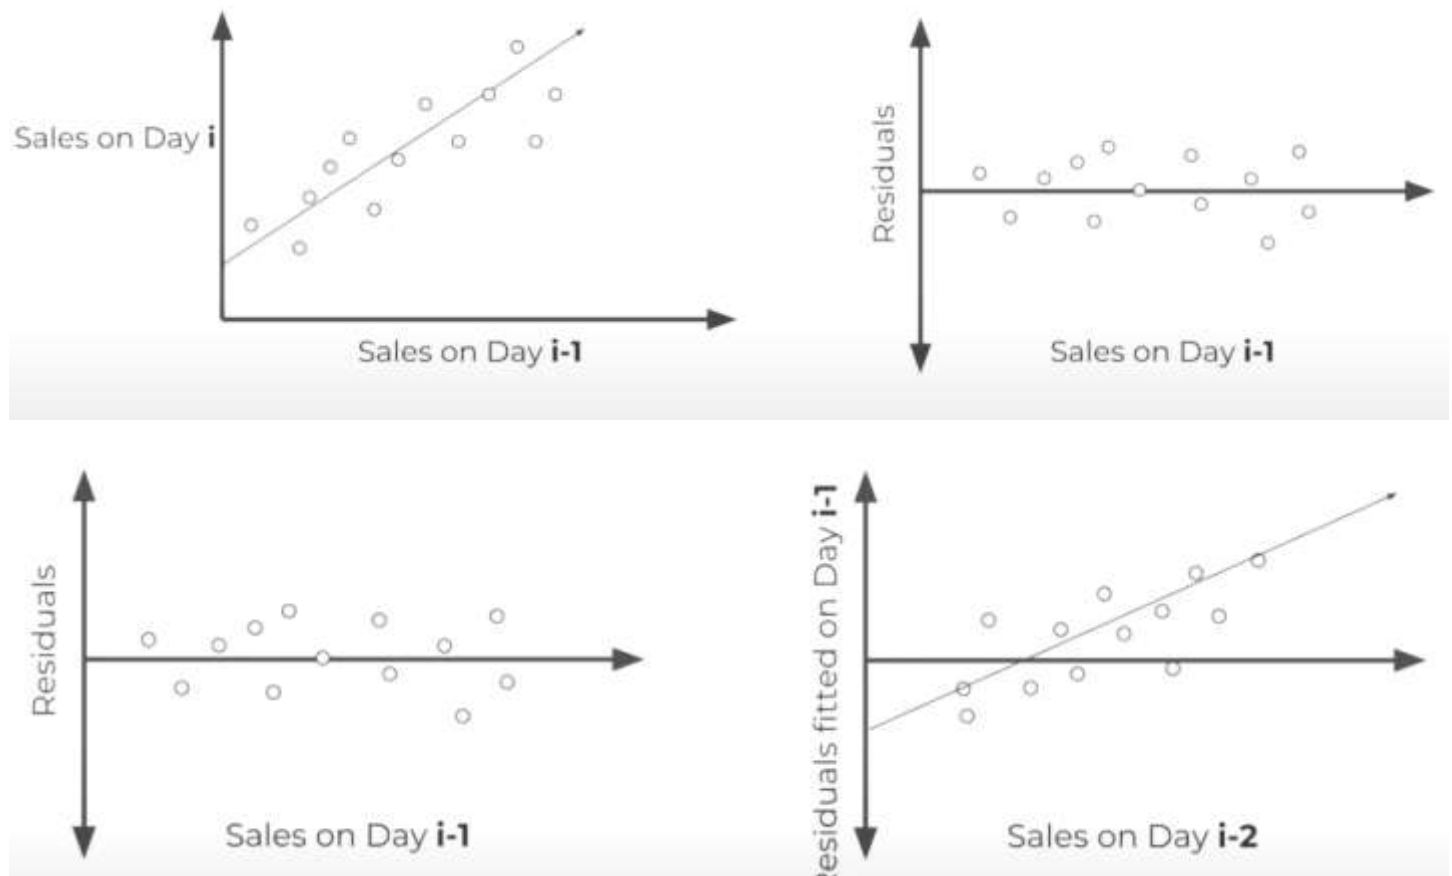 Sales on Day i
Sales on Day i-1
Residuals
Sales on Day i-1
Residuals
Sales on Day i-1
fitted on Day i-1
Sales on Day i-2